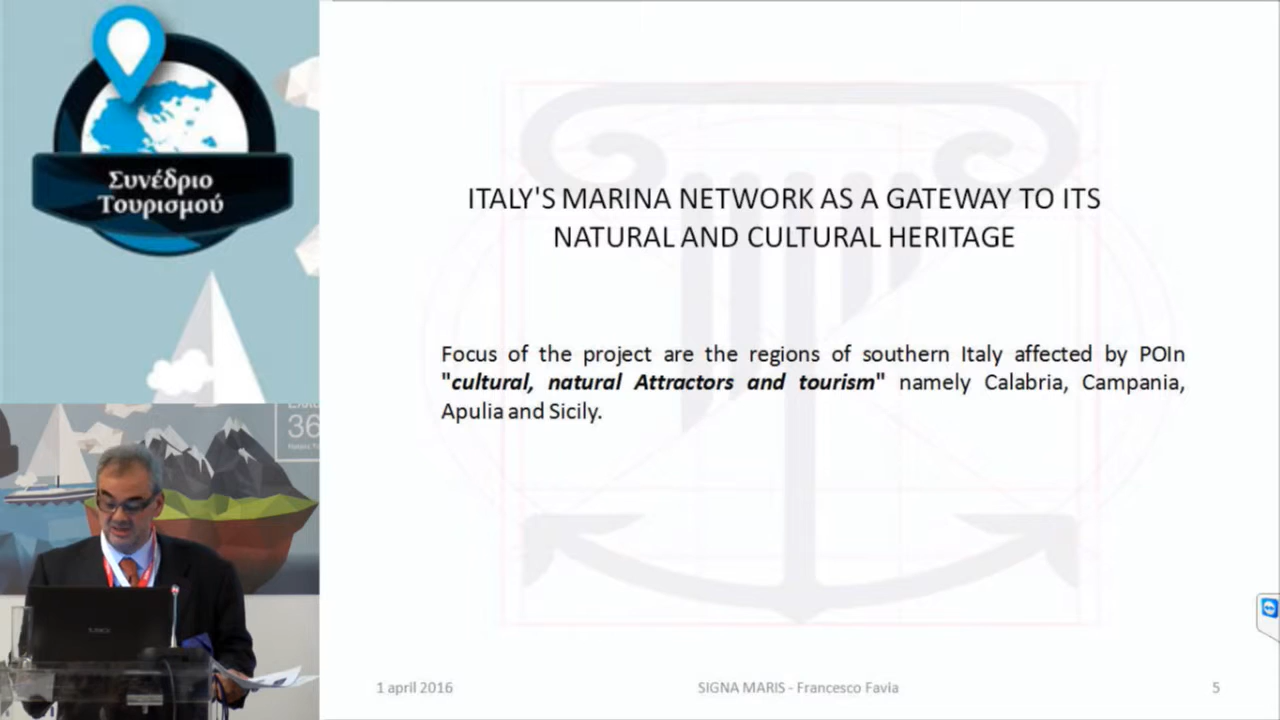 Συνέδριο
Τουρισμού
ITALY'S MARINA NETWORK AS A GATEWAY TO ITS
NATURAL AND CULTURAL HERITAGE
Focus of the project are the regions of southern Italy affected by POIn
"cultural, natural Attractors and tourism" namely Calabria, Campania,
Apulia and Sicily.
36
1 april 2016
SIGNA MARIS - Francesco Favia
5